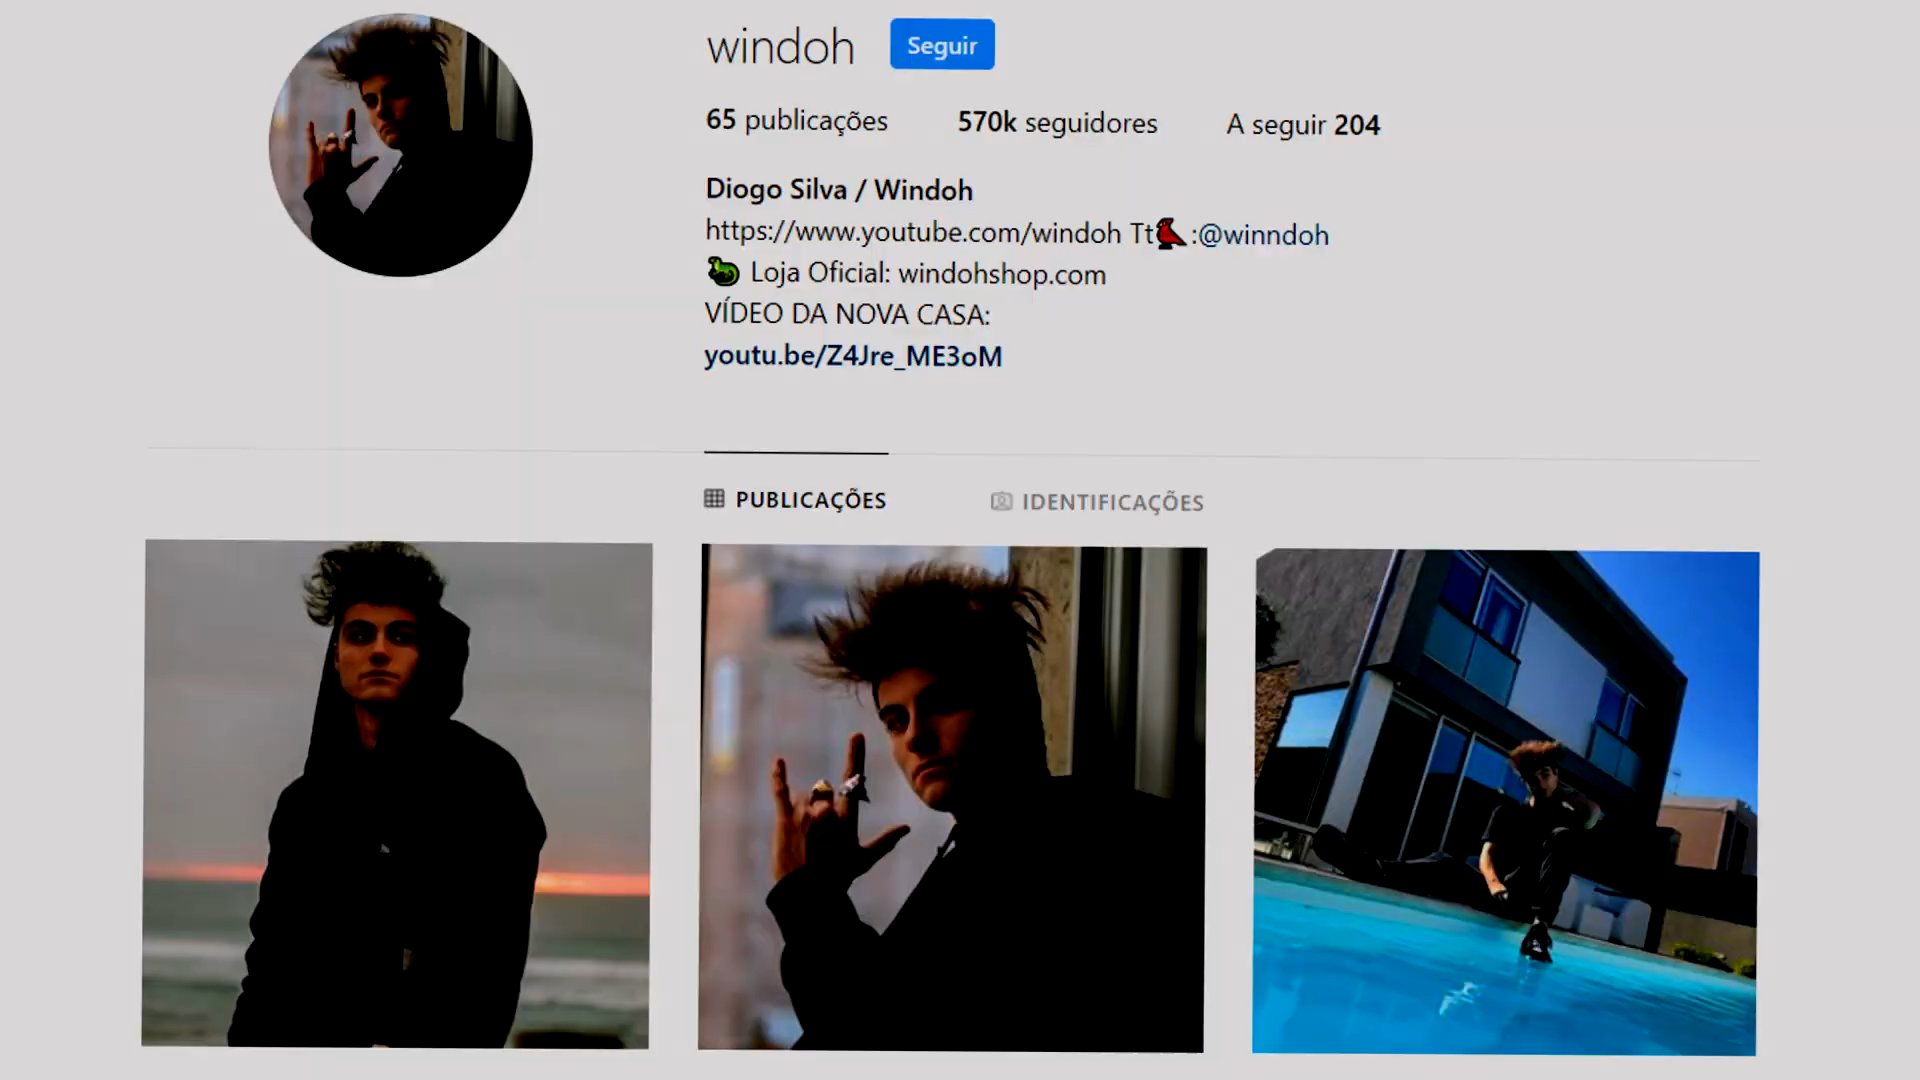 windoh Seguir
65 publicações 570k seguidores A seguir 204
Diogo Silva / Windoh
https://www.youtube.com/windoh Tt:@winndoh
Loja Oficial: windohshop.com
VÍDEO DA NOVA CASA:
youtu.be/Z4Jre_ME3oM
PUBLICAÇÕES IDENTIFICAÇÕES